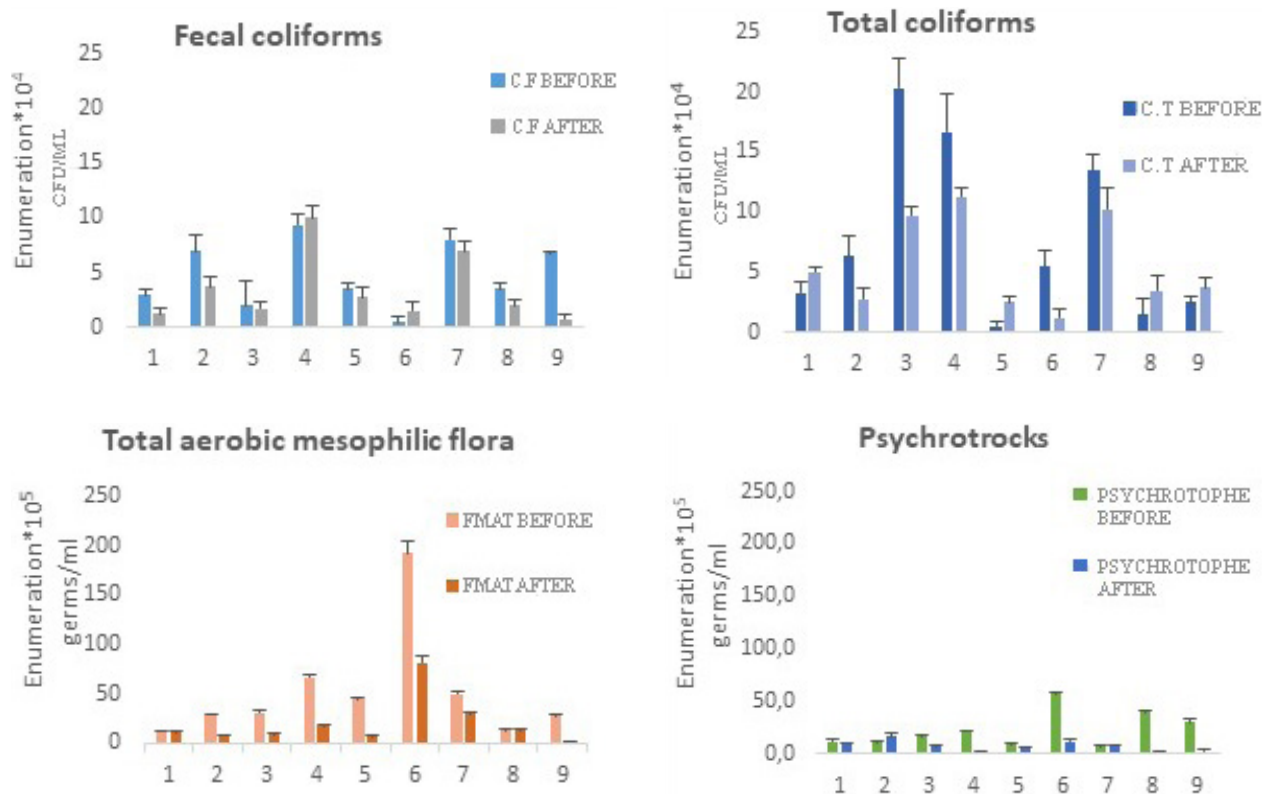 Fecal coliforms
Enumeration*10⁴
CFU/ML
25
20
15
10
5
0
C.F BEFORE
C.F AFTER
1 2 3 4 5 6 7 8 9
Total coliforms
Enumeration*10⁴
CFU/ML
25
20
15
10
5
0
C.T BEFORE
C.T AFTER
1 2 3 4 5 6 7 8 9
Total aerobic mesophilic flora
Enumeration*10⁵
germs/ml
250
200
150
100
50
0
FMAT BEFORE
FMAT AFTER
1 2 3 4 5 6 7 8 9
Psychrotrocks
Enumeration*10⁵
germs/ml
250,0
200,0
150,0
100,0
50,0
0,0
PSYCHROTOPHE
BEFORE
PSYCHROTOPHE
AFTER
1 2 3 4 5 6 7 8 9